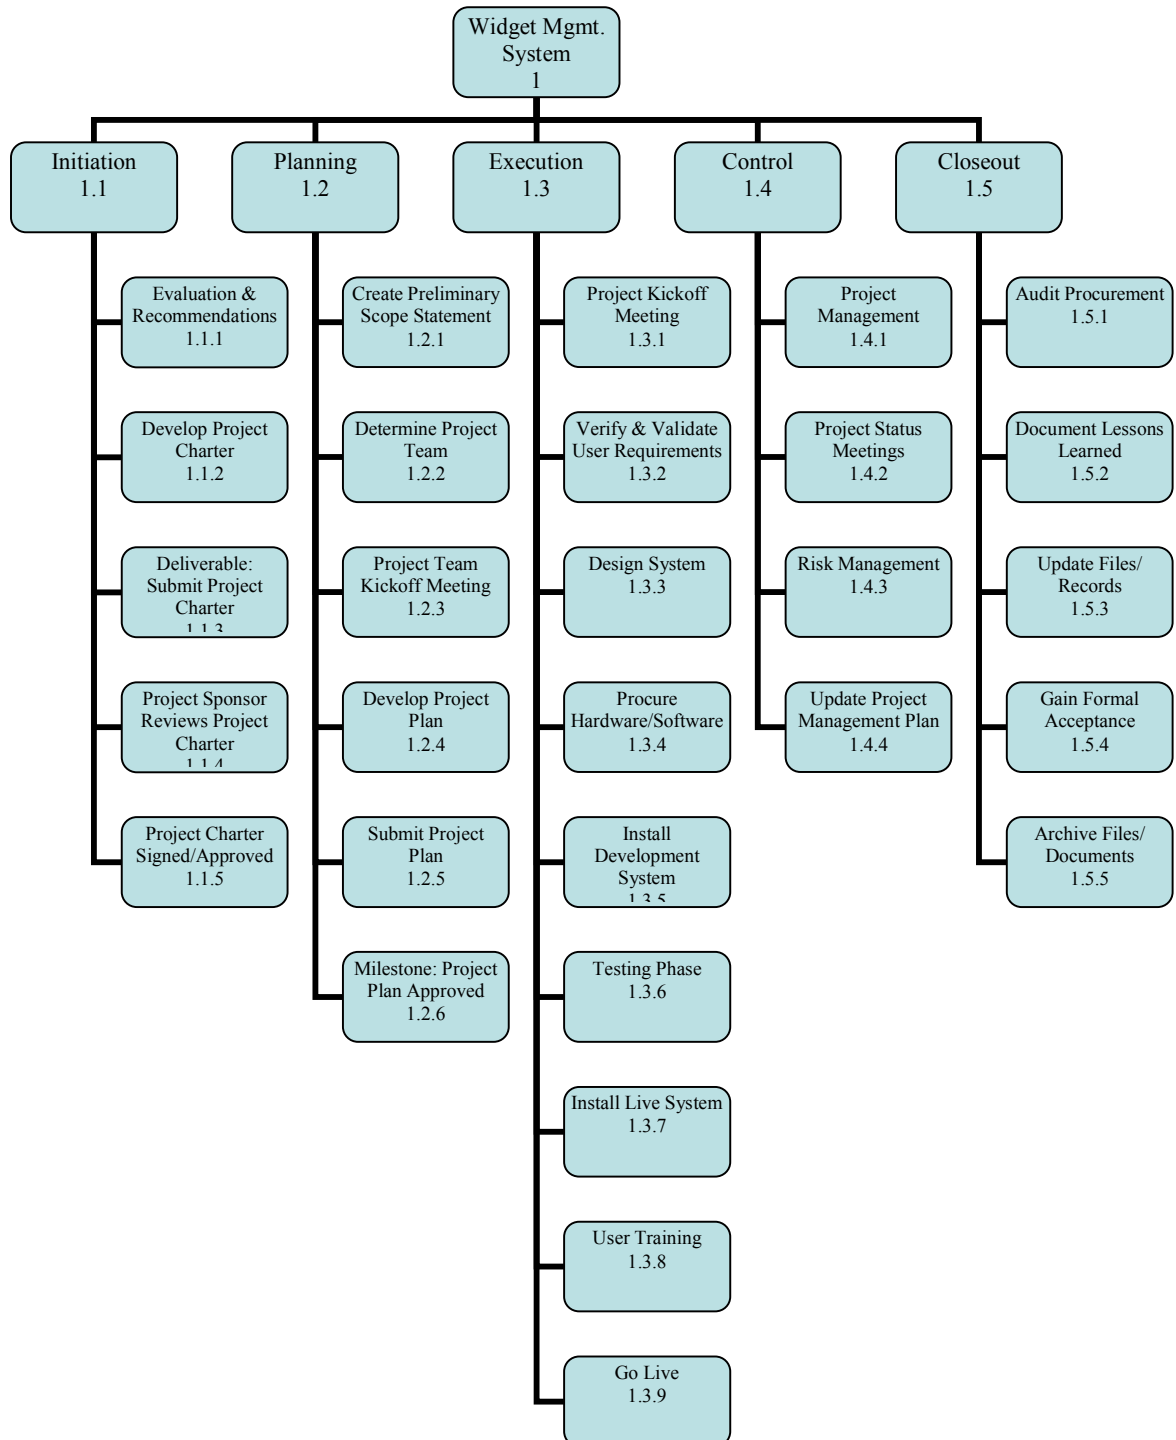 Widget Mgmt.
System
1
Initiation
1.1
Planning
1.2
Execution
1.3
Control
1.4
Closeout
1.5
Evaluation &
Recommendations
1.1.1
Develop Project
Charter
1.1.2
Deliverable:
Submit Project
Charter
1.1.3
Project Sponsor
Reviews Project
Charter
1.1.4
Project Charter
Signed/Approved
1.1.5
Create Preliminary
Scope Statement
1.2.1
Determine Project
Team
1.2.2
Project Team
Kickoff Meeting
1.2.3
Develop Project
Plan
1.2.4
Submit Project
Plan
1.2.5
Milestone: Project
Plan Approved
1.2.6
Project Kickoff
Meeting
1.3.1
Verify & Validate
User Requirements
1.3.2
Design System
1.3.3
Procure
Hardware/Software
1.3.4
Install
Development
System
1.3.5
Testing Phase
1.3.6
Install Live System
1.3.7
User Training
1.3.8
Go Live
1.3.9
Project
Management
1.4.1
Project Status
Meetings
1.4.2
Risk Management
1.4.3
Update Project
Management Plan
1.4.4
Audit Procurement
1.5.1
Document Lessons
Learned
1.5.2
Update Files/
Records
1.5.3
Gain Formal
Acceptance
1.5.4
Archive Files/
Documents
1.5.5